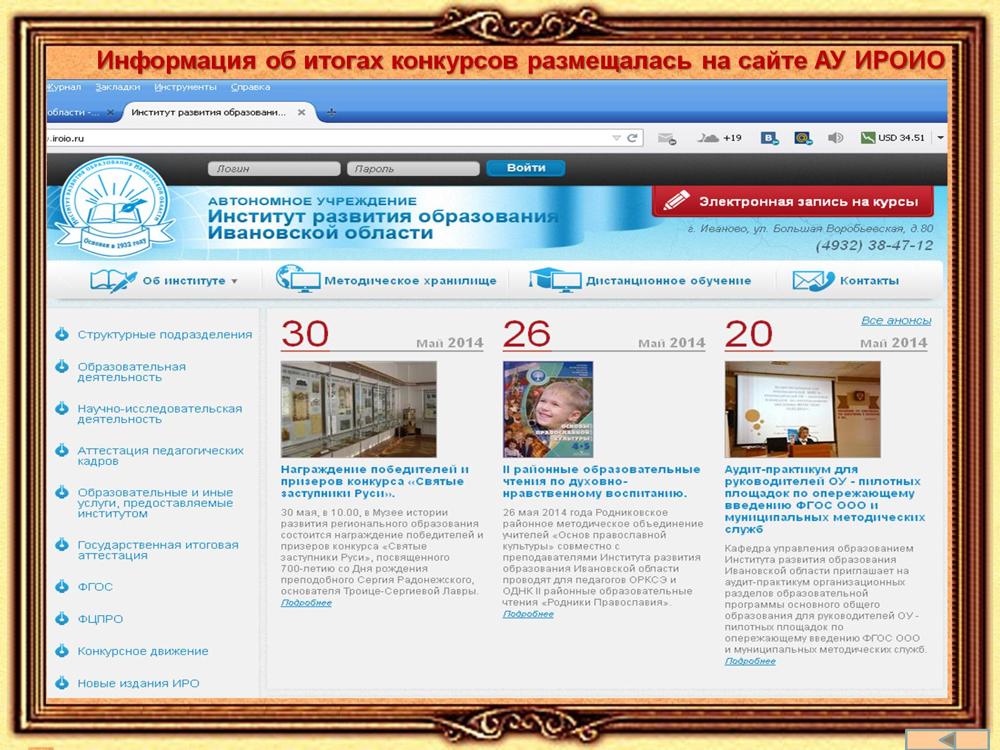 Информация об итогах конкурсов размещалась на сайте АУ ИРОИО
Журнал Закладки Инструменты Справка
области -... Институт развития образовани...
.iroio.ru +19 USD 34.51
Логин Пароль Войти
ИНСТИТУТ РАЗВИТИЯ ОБРАЗОВАНИЯ ИВАНОВСКОЙ ОБЛАСТИ
Основан в 1932 году
АВТОНОМНОЕ УЧРЕЖДЕНИЕ
Институт развития образования
Ивановской области
Электронная запись на курсы
г. Иваново, ул. Большая Воробьевская, д.80
(4932) 38-47-12
Об институте Методическое хранилище Дистанционное обучение Контакты
Структурные подразделения
Образовательная
деятельность
Научно-исследовательская
деятельность
Аттестация педагогических
кадров
Образовательные и иные
услуги, предоставляемые
институтом
Государственная итоговая
аттестация
ФГОС
ФЦПРО
Конкурсное движение
Новые издания ИРО
Все анонсы
30 Май 2014
Награждение победителей и
призеров конкурса «Святые
заступники Руси».
30 мая, в 10.00, в Музее истории
развития регионального образования
состоится награждение победителей и
призеров конкурса «Святые
заступники Руси», посвященного
700-летию со Дня рождения
преподобного Сергия Радонежского,
основателя Троице-Сергиевой Лавры.
Подробнее
26 Май 2014
ОСНОВЫ
ПРАВОСЛАВНОЙ
КУЛЬТУРЫ
4-5
II районные образовательные
чтения по духовно-
нравственному воспитанию.
26 мая 2014 года Родниковское
районное методическое объединение
учителей «Основ православной
культуры» совместно с
преподавателями Института развития
образования Ивановской области
проводят для педагогов ОРКСЭ и
ОДНК II районные образовательные
чтения «Родники Православия».
Подробнее
20 Май 2014
Аудит-практикум для
руководителей ОУ - пилотных
площадок по опережающему
введению ФГОС ООО и
муниципальных методических
служб
Кафедра управления образованием
Института развития образования
Ивановской области приглашает на
аудит-практикум организационных
разделов образовательной
программы основного общего
образования для руководителей ОУ -
пилотных площадок по
опережающему введению ФГОС ООО
и муниципальных методических служб.
Подробнее